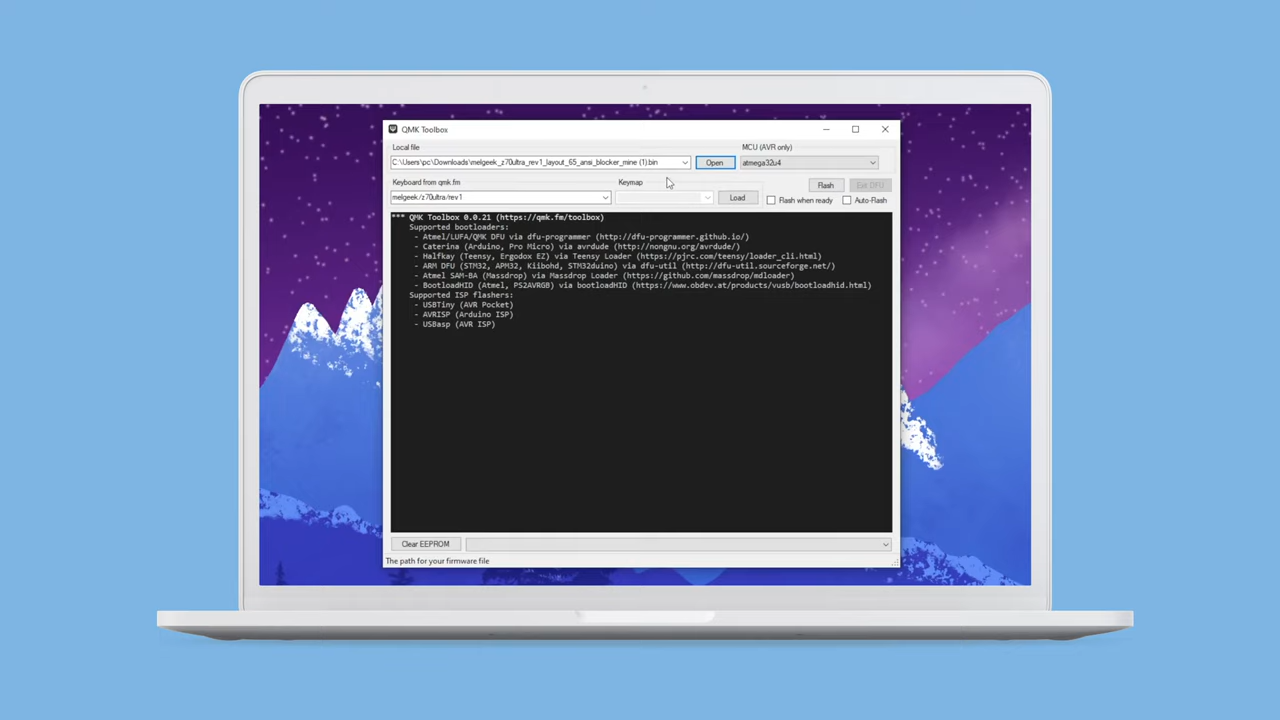 QMK Toolbox
Local file
MCU (AVR only)
C:\Users\pc\Downloads\melgeek_z70ultra_rev1_layout_65_ansi_blocker_mine (1).bin
Open
atmega32u4
Keyboard from qmk.fm
Keymap
Flash
Exit DFU
melgeek/z70ultra/rev1
Load
Flash when ready
Auto-Flash
*** QMK Toolbox 0.0.21 (https://qmk.fm/toolbox)
Supported bootloaders:
- Atmel/LUFA/QMK DFU via dfu-programmer (http://dfu-programmer.github.io/)
- Caterina (Arduino, Pro Micro) via avrdude (http://nongnu.org/avrdude/)
- Halfkay (Teensy, Ergodox EZ) via Teensy Loader (https://pjrc.com/teensy/loader_cli.html)
- ARM DFU (STM32, APM32, Kiibohd, STM32duino) via dfu-util (http://dfu-util.sourceforge.net/)
- Atmel SAM-BA (Massdrop) via Massdrop Loader (https://github.com/massdrop/mdloader)
- BootloadHID (Atmel, PS2AVRGB) via bootloadHID (https://www.obdev.at/products/vusb/bootloadhid.html)
Supported ISP flashers:
- USBTiny (AVR Pocket)
- AVRISP (Arduino ISP)
- USBasp (AVR ISP)
Clear EEPROM
The path for your firmware file